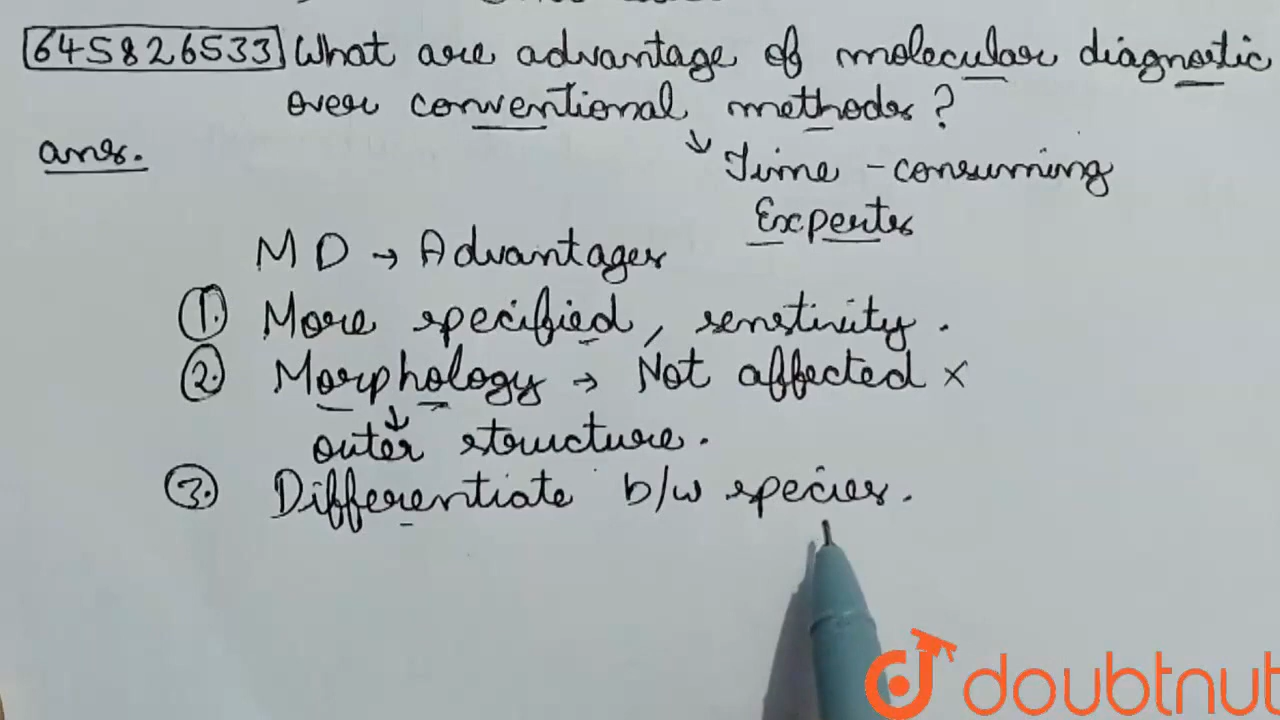 645826533 What are advantage of molecular diagnostic
over conventional methods?
ans.
↓ Time - consuming
Experts
MD → Advantages
1. More specified, senstivity.
2. Morphology → Not affected ×
↓
outer structure.
3. Differentiate b/w species.
doubtnut